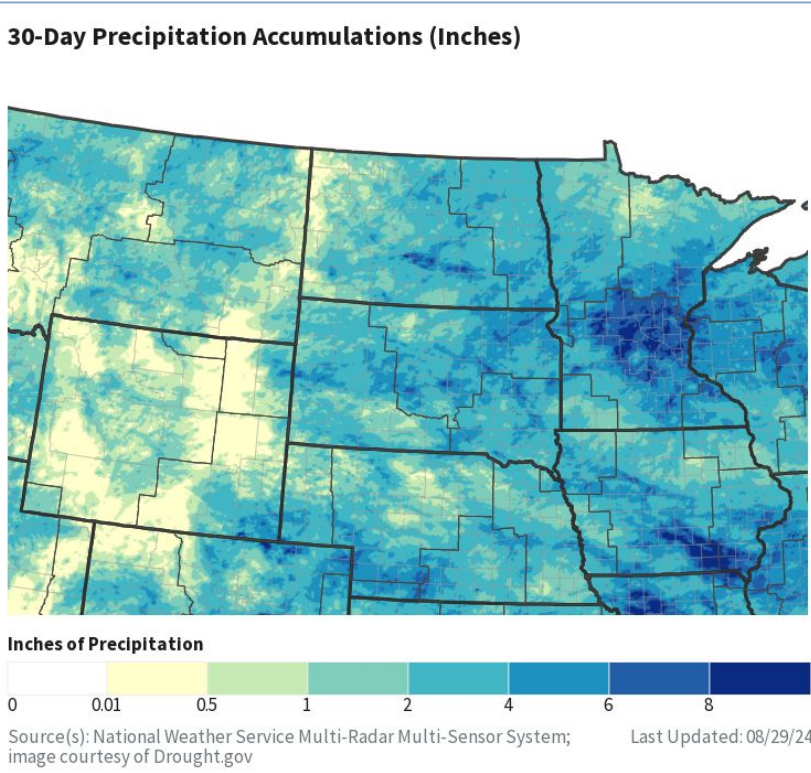 30-Day Precipitation Accumulations (Inches)
Inches of Precipitation
0 0.01 0.5 1 2 4 6 8
Source(s): National Weather Service Multi-Radar Multi-Sensor System; Last Updated: 08/29/24
image courtesy of Drought.gov